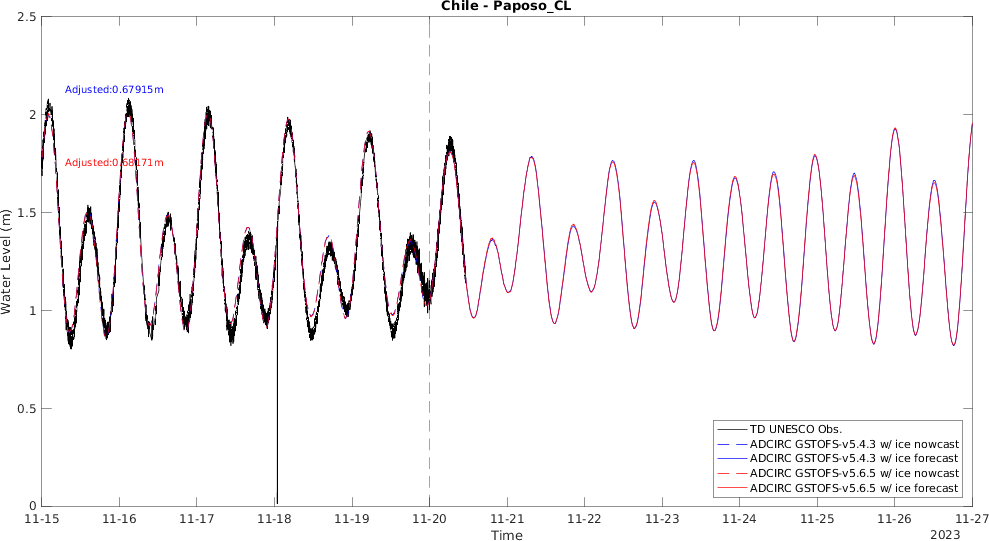 Chile - Paposo_CL
2.5
2
1.5
1
0.5
0
Water Level (m)
Adjusted:0.67915m
Adjusted:0.68171m
TD UNESCO Obs.
ADCIRC GSTOFS-v5.4.3 w/ ice nowcast
ADCIRC GSTOFS-v5.4.3 w/ ice forecast
ADCIRC GSTOFS-v5.6.5 w/ ice nowcast
ADCIRC GSTOFS-v5.6.5 w/ ice forecast
11-15 11-16 11-17 11-18 11-19 11-20 11-21 11-22 11-23 11-24 11-25 11-26 11-27
Time
2023